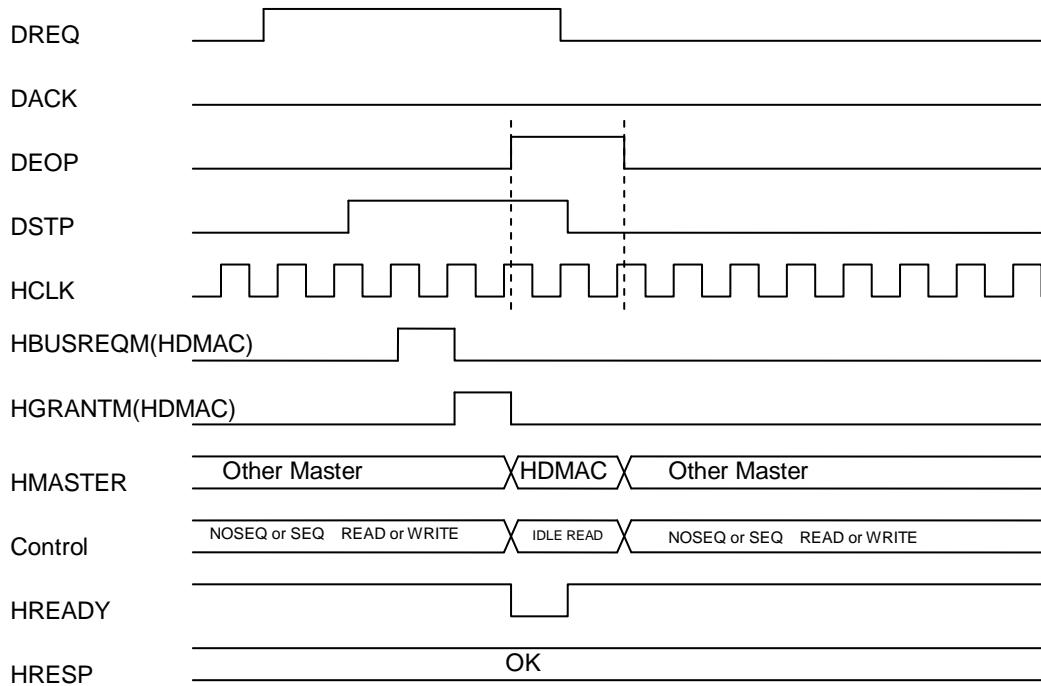 DREQ
DACK
DEOP
DSTP
HCLK
HBUSREQM(HDMAC)
HGRANTM(HDMAC)
HMASTER Other Master HDMAC Other Master
Control NOSEQ or SEQ READ or WRITE IDLE READ NOSEQ or SEQ READ or WRITE
HREADY
HRESP OK